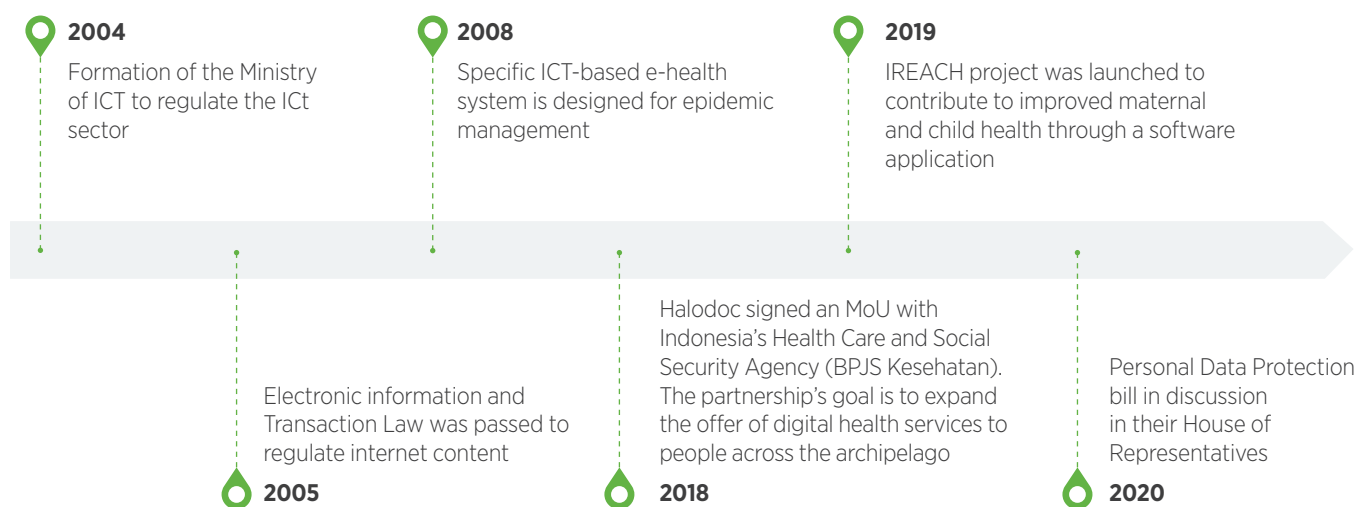 2004
Formation of the Ministry
of ICT to regulate the ICt
sector
2008
Specific ICT-based e-health
system is designed for epidemic
management
2019
IREACH project was launched to
contribute to improved maternal
and child health through a software
application
Electronic information and
Transaction Law was passed to
regulate internet content
2005
Halodoc signed an MoU with
Indonesia’s Health Care and Social
Security Agency (BPJS Kesehatan).
The partnership’s goal is to expand
the offer of digital health services to
people across the archipelago
2018
Personal Data Protection
bill in discussion
in their House of
Representatives
2020